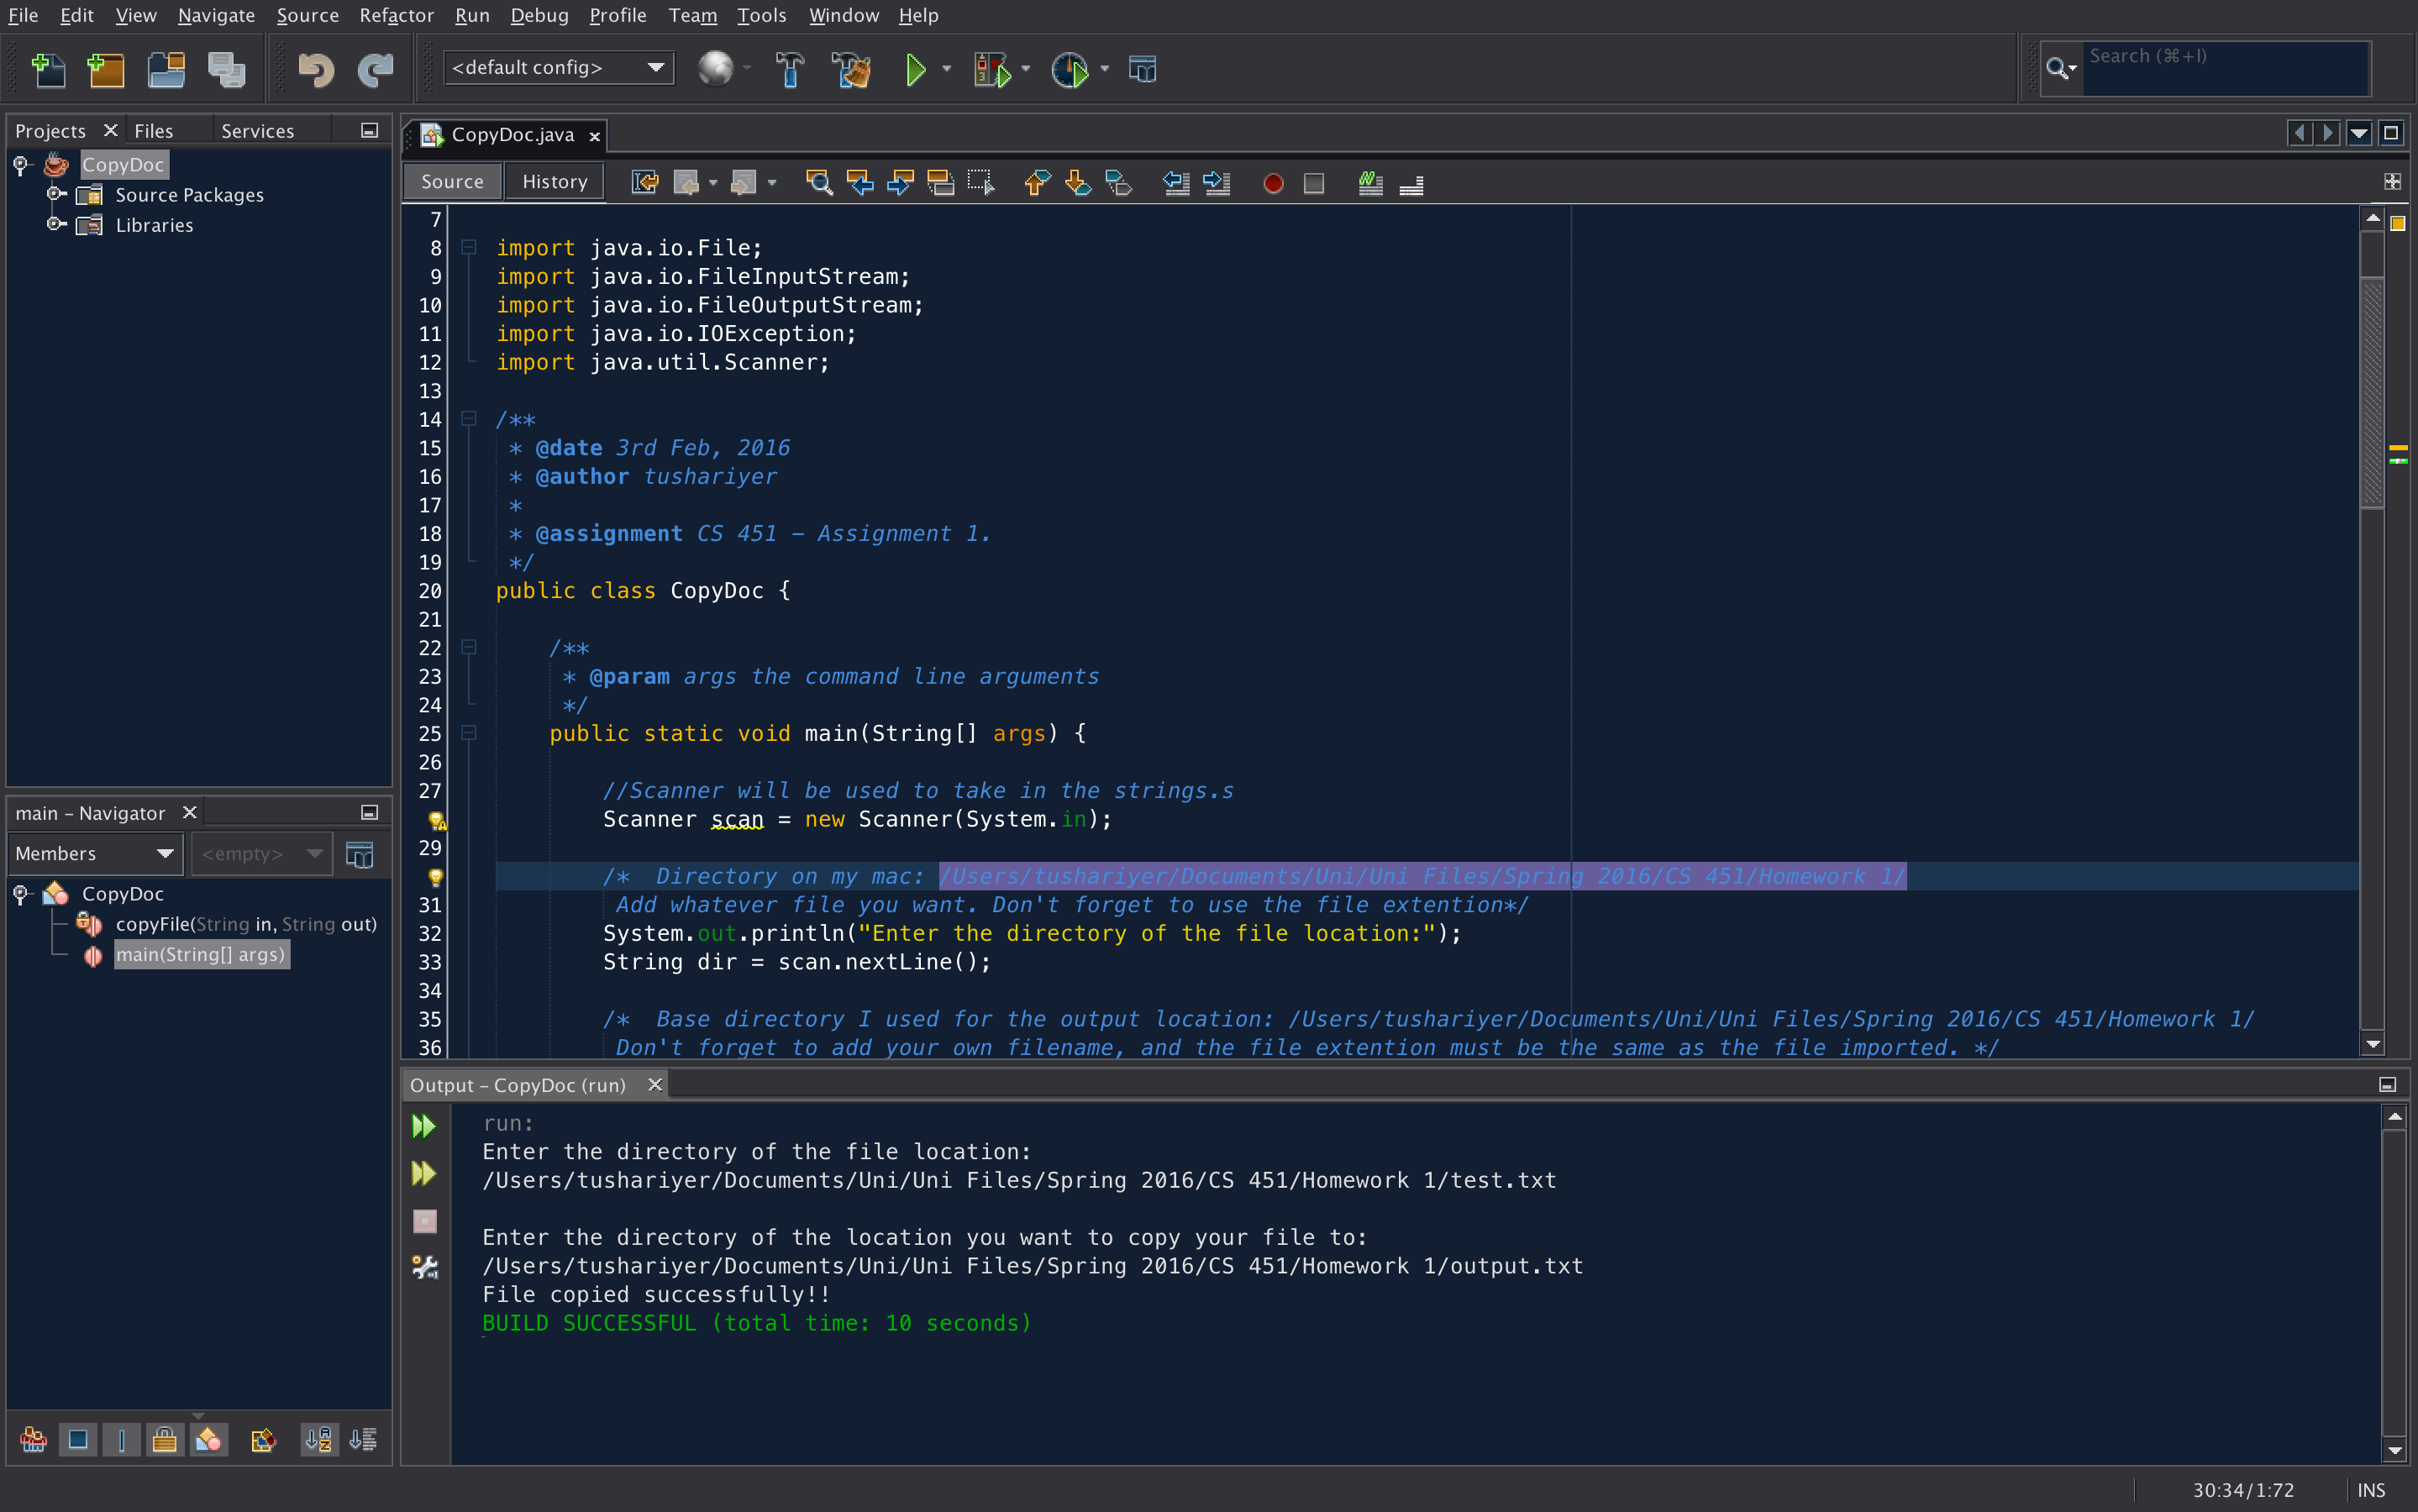 File Edit View Navigate Source Refactor Run Debug Profile Team Tools Window Help
<default config>
Search (⌘+I)
Projects Files Services
CopyDoc
Source Packages
Libraries
main - Navigator
Members <empty>
CopyDoc
copyFile(String in, String out)
main(String[] args)
CopyDoc.java
Source History
7
8 import java.io.File;
9 import java.io.FileInputStream;
10 import java.io.FileOutputStream;
11 import java.io.IOException;
12 import java.util.Scanner;
13
14 /**
15 * @date 3rd Feb, 2016
16 * @author tushariyer
17 *
18 * @assignment CS 451 - Assignment 1.
19 */
20 public class CopyDoc {
21
22 /**
23 * @param args the command line arguments
24 */
25 public static void main(String[] args) {
26
27 //Scanner will be used to take in the strings.s
Scanner scan = new Scanner(System.in);
29
/* Directory on my mac: /Users/tushariyer/Documents/Uni/Uni Files/Spring 2016/CS 451/Homework 1/
31 Add whatever file you want. Don't forget to use the file extention*/
32 System.out.println("Enter the directory of the file location:");
33 String dir = scan.nextLine();
34
35 /* Base directory I used for the output location: /Users/tushariyer/Documents/Uni/Uni Files/Spring 2016/CS 451/Homework 1/
36 Don't forget to add your own filename, and the file extention must be the same as the file imported. */
Output - CopyDoc (run)
run:
Enter the directory of the file location:
/Users/tushariyer/Documents/Uni/Uni Files/Spring 2016/CS 451/Homework 1/test.txt
Enter the directory of the location you want to copy your file to:
/Users/tushariyer/Documents/Uni/Uni Files/Spring 2016/CS 451/Homework 1/output.txt
File copied successfully!!
BUILD SUCCESSFUL (total time: 10 seconds)
30:34/1:72 INS